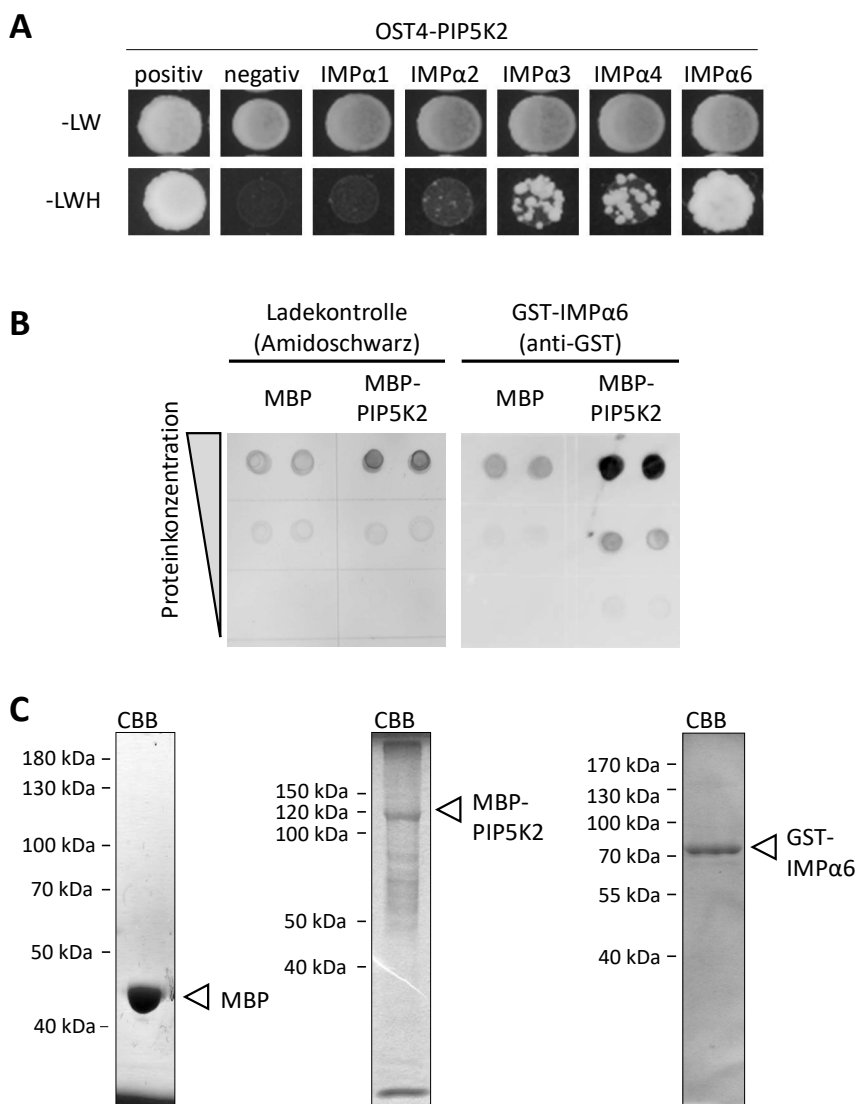 A
OST4-PIP5K2
positiv negativ IMPα1 IMPα2 IMPα3 IMPα4 IMPα6
-LW
-LWH
B
Ladekontrolle
(Amidoschwarz)
GST-IMPα6
(anti-GST)
MBP
MBP-
PIP5K2
MBP
MBP-
PIP5K2
Proteinkonzentration
C
CBB
180 kDa
130 kDa
100 kDa
70 kDa
50 kDa
40 kDa
MBP
CBB
150 kDa
120 kDa
100 kDa
50 kDa
40 kDa
MBP-
PIP5K2
CBB
170 kDa
130 kDa
100 kDa
70 kDa
55 kDa
40 kDa
GST-
IMPα6